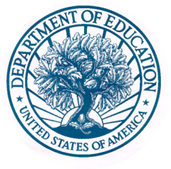 DEPARTMENT OF EDUCATION
UNITED STATES OF AMERICA